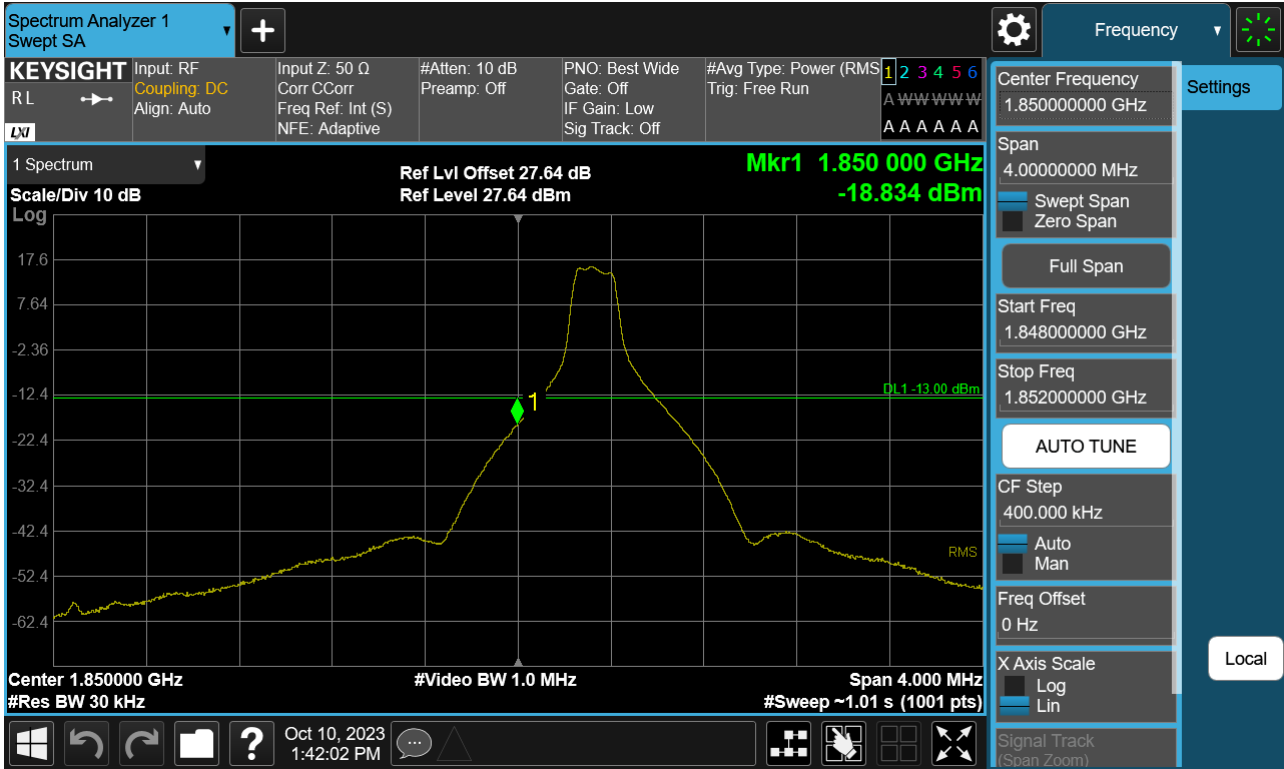 Spectrum Analyzer 1
Swept SA
+
Frequency
KEYSIGHT
R L
LXI
Input: RF
Coupling: DC
Align: Auto
Input Z: 50 Ω
Corr CCorr
Freq Ref: Int (S)
NFE: Adaptive
#Atten: 10 dB
Preamp: Off
PNO: Best Wide
Gate: Off
IF Gain: Low
Sig Track: Off
#Avg Type: Power (RMS
Trig: Free Run
1 2 3 4 5 6
A W W W W W
A A A A A A
1 Spectrum
Scale/Div 10 dB
Log
Ref Lvl Offset 27.64 dB
Ref Level 27.64 dBm
Mkr1 1.850 000 GHz
-18.834 dBm
17.6
7.64
-2.36
-12.4
-22.4
-32.4
-42.4
-52.4
-62.4
DL1 -13.00 dBm
1
RMS
Center 1.850000 GHz
#Video BW 1.0 MHz
Span 4.000 MHz
#Res BW 30 kHz
#Sweep ~1.01 s (1001 pts)
Center Frequency
1.850000000 GHz
Span
4.00000000 MHz
Swept Span
Zero Span
Full Span
Start Freq
1.848000000 GHz
Stop Freq
1.852000000 GHz
AUTO TUNE
CF Step
400.000 kHz
Auto
Man
Freq Offset
0 Hz
X Axis Scale
Log
Lin
Signal Track
(Span Zoom)
Settings
Local
?
Oct 10, 2023
1:42:02 PM